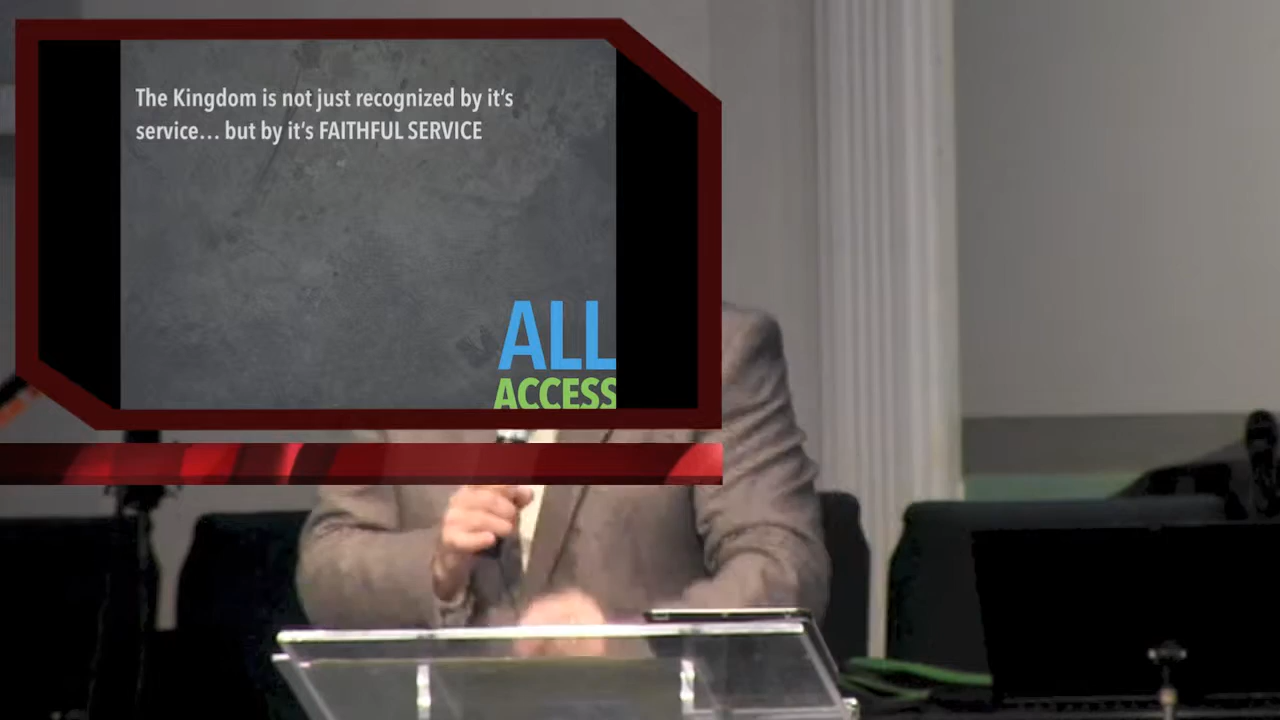 The Kingdom is not just recognized by it's
service... but by it's FAITHFUL SERVICE
ALL
ACCESS